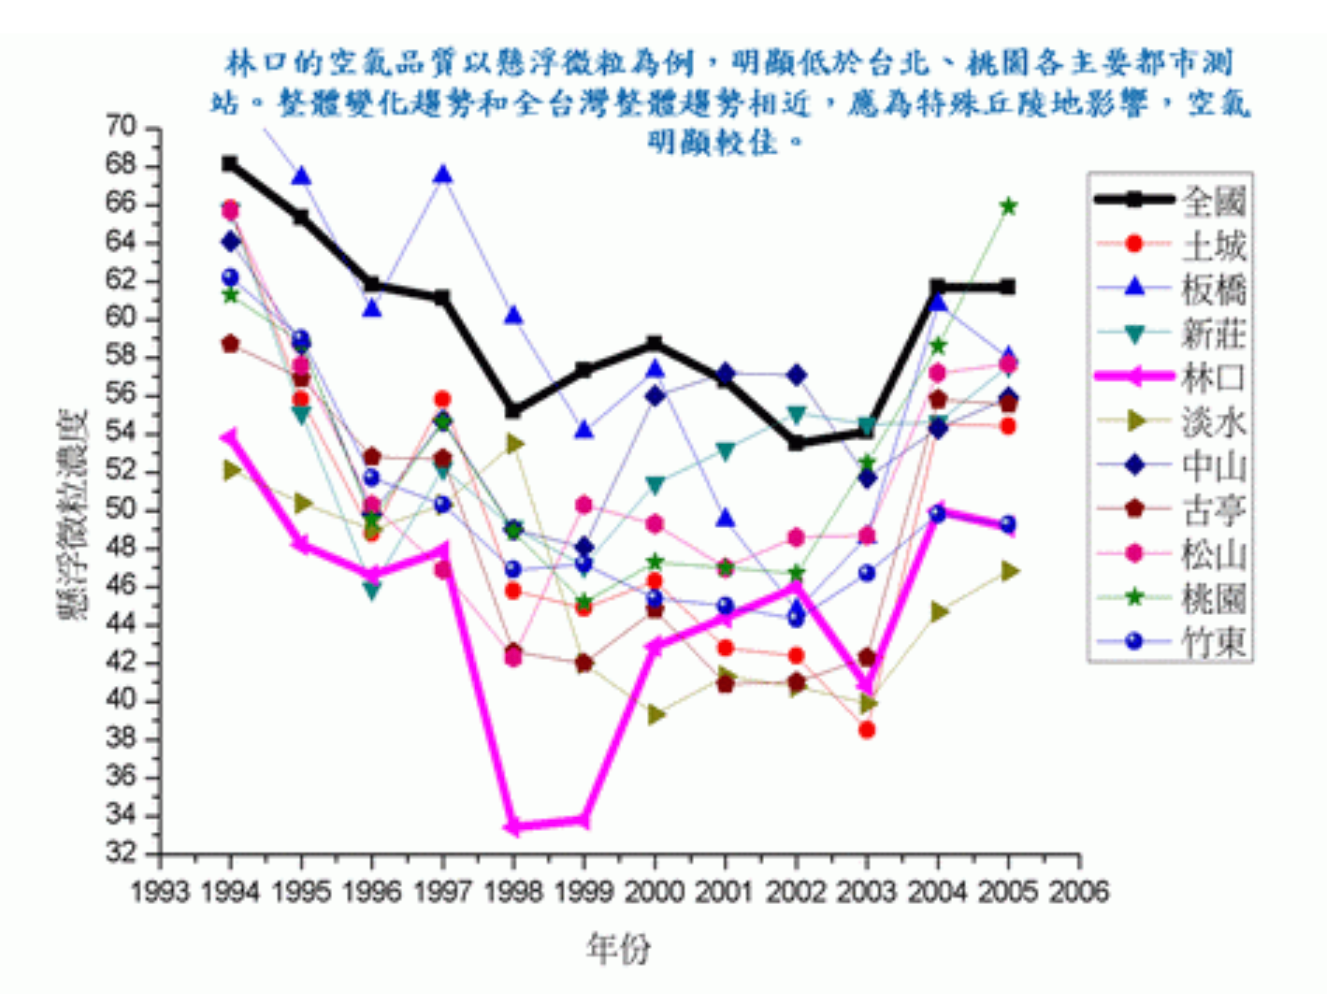 林口的空氣品質以懸浮微粒為例，明顯低於台北、桃園各主要都市測
站。整體變化趨勢和全台灣整體趨勢相近，應為特殊丘陵地影響，空氣
明顯較佳。
70
68
66
64
62
60
58
56
54
52
50
48
46
44
42
40
38
36
34
32
懸浮微粒濃度
1993 1994 1995 1996 1997 1998 1999 2000 2001 2002 2003 2004 2005 2006
年份
全國
土城
板橋
新莊
林口
淡水
中山
古亭
松山
桃園
竹東